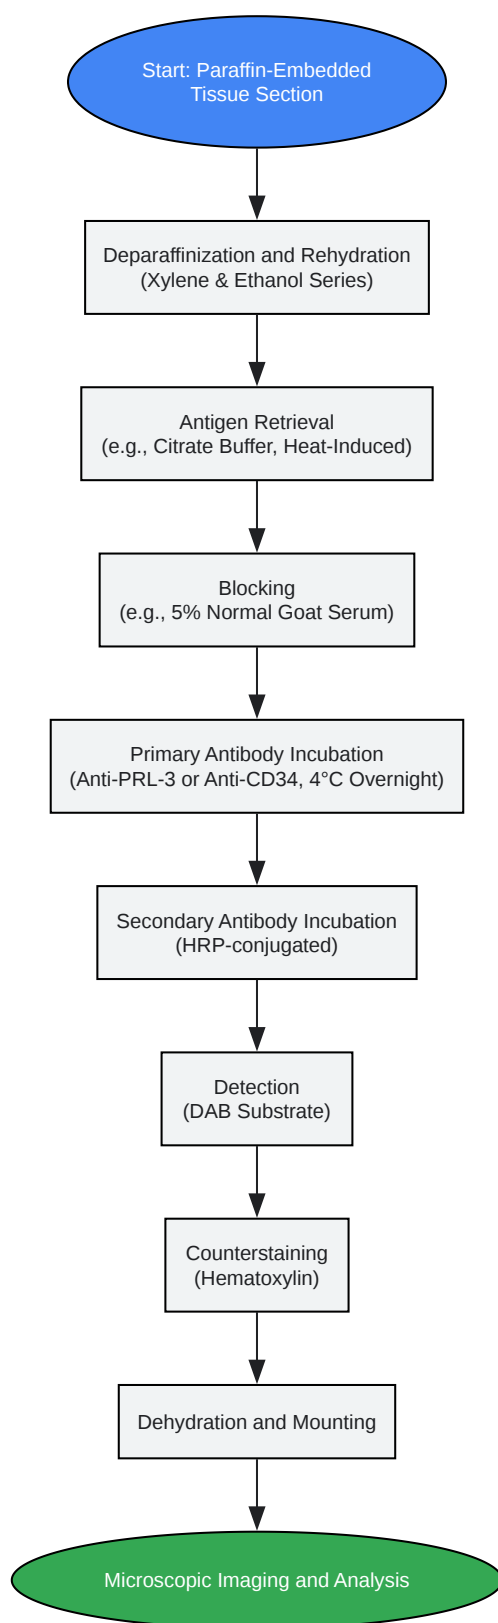 Start: Paraffin-Embedded
Tissue Section
Deparaffinization and Rehydration
(Xylene & Ethanol Series)
Antigen Retrieval
(e.g., Citrate Buffer, Heat-Induced)
Blocking
(e.g., 5% Normal Goat Serum)
Primary Antibody Incubation
(Anti-PRL-3 or Anti-CD34, 4°C Overnight)
Secondary Antibody Incubation
(HRP-conjugated)
Detection
(DAB Substrate)
Counterstaining
(Hematoxylin)
Dehydration and Mounting
Microscopic Imaging and Analysis